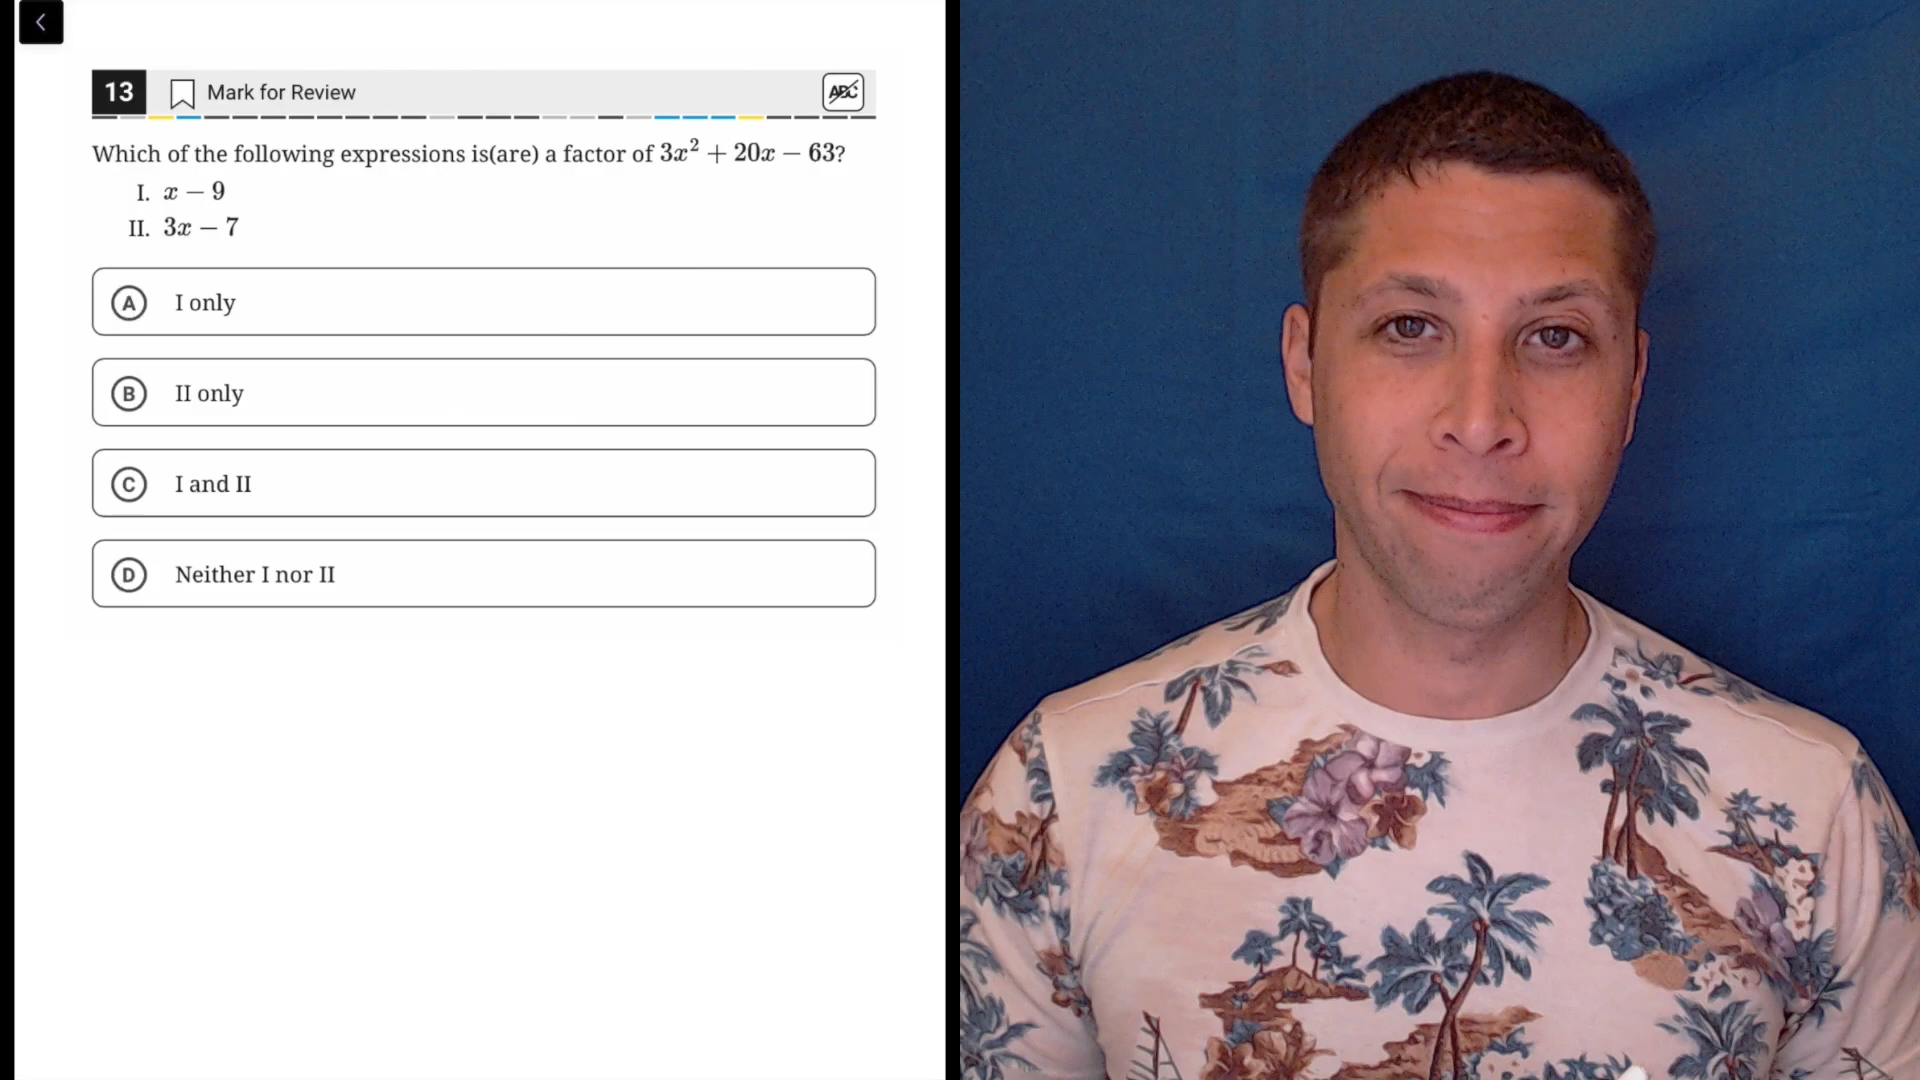 13 Mark for Review ABC
Which of the following expressions is(are) a factor of 3x² + 20x − 63?
I. x − 9
II. 3x − 7
A I only
B II only
C I and II
D Neither I nor II